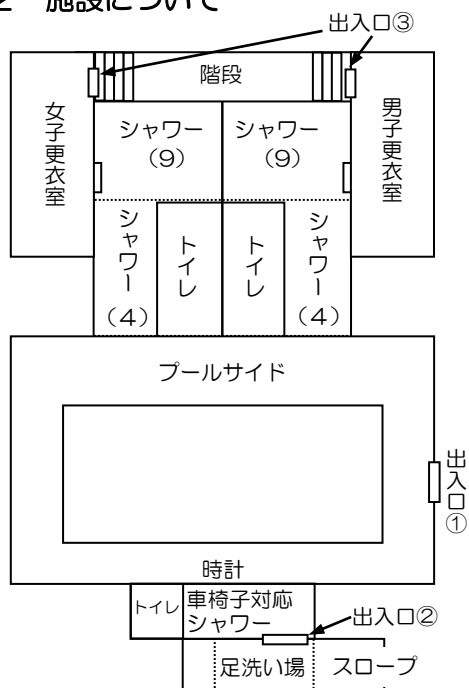 2 施設について
出入口③
階段
女子更衣室
男子更衣室
シャワー
（9）
シャワー
（9）
シャワー
（4）
トイレ
トイレ
シャワー
（4）
プールサイド
出入口①
時計
トイレ
車椅子対応
シャワー
出入口②
足洗い場
スロープ